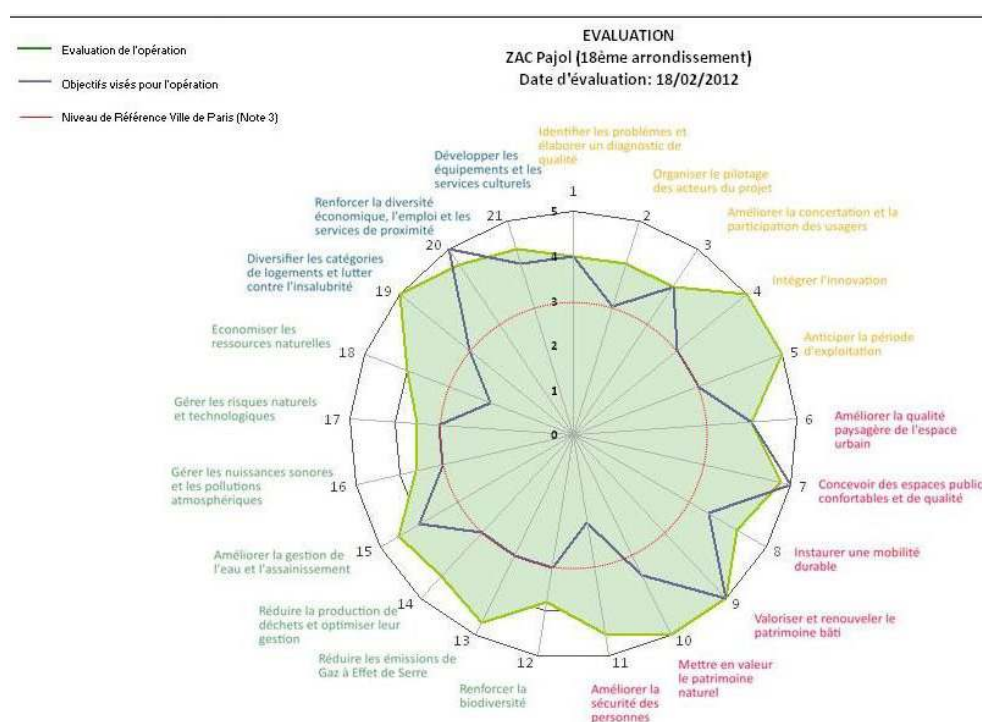 EVALUATION
ZAC Pajol (18ème arrondissement)
Date d'évaluation: 18/02/2012
Evaluation de l'opération
Objectifs visés pour l'opération
Niveau de Référence Ville de Paris (Note 3)
Identifier les problèmes et
élaborer un diagnostic de
qualité
1
Organiser le pilotage
des acteurs du projet
2
Améliorer la concertation et la
participation des usagers
3
Intégrer l'innovation
4
Anticiper la période
d'exploitation
5
Améliorer la qualité
paysagère de l'espace
urbain
6
Concevoir des espaces public
confortables et de qualité
7
Instaurer une mobilité
durable
8
Valoriser et renouveler le
patrimoine bâti
9
Mettre en valeur
le patrimoine
naturel
10
Améliorer la
sécurité des
personnes
11
Renforcer la
biodiversité
12
Réduire les émissions de
Gaz à Effet de Serre
13
Réduire la production de
déchets et optimiser leur
gestion
14
Améliorer la gestion de
l'eau et l'assainissement
15
Gérer les nuissances sonores
et les pollutions
atmosphériques
16
Gérer les risques naturels
et technologiques
17
Economiser les
ressources naturelles
18
Diversifier les catégories
de logements et lutter
contre l'insalubrité
19
Renforcer la diversité
économique, l'emploi et les
services de proximité
20
Développer les
équipements et les
services culturels
21
5
4
3
2
1
0